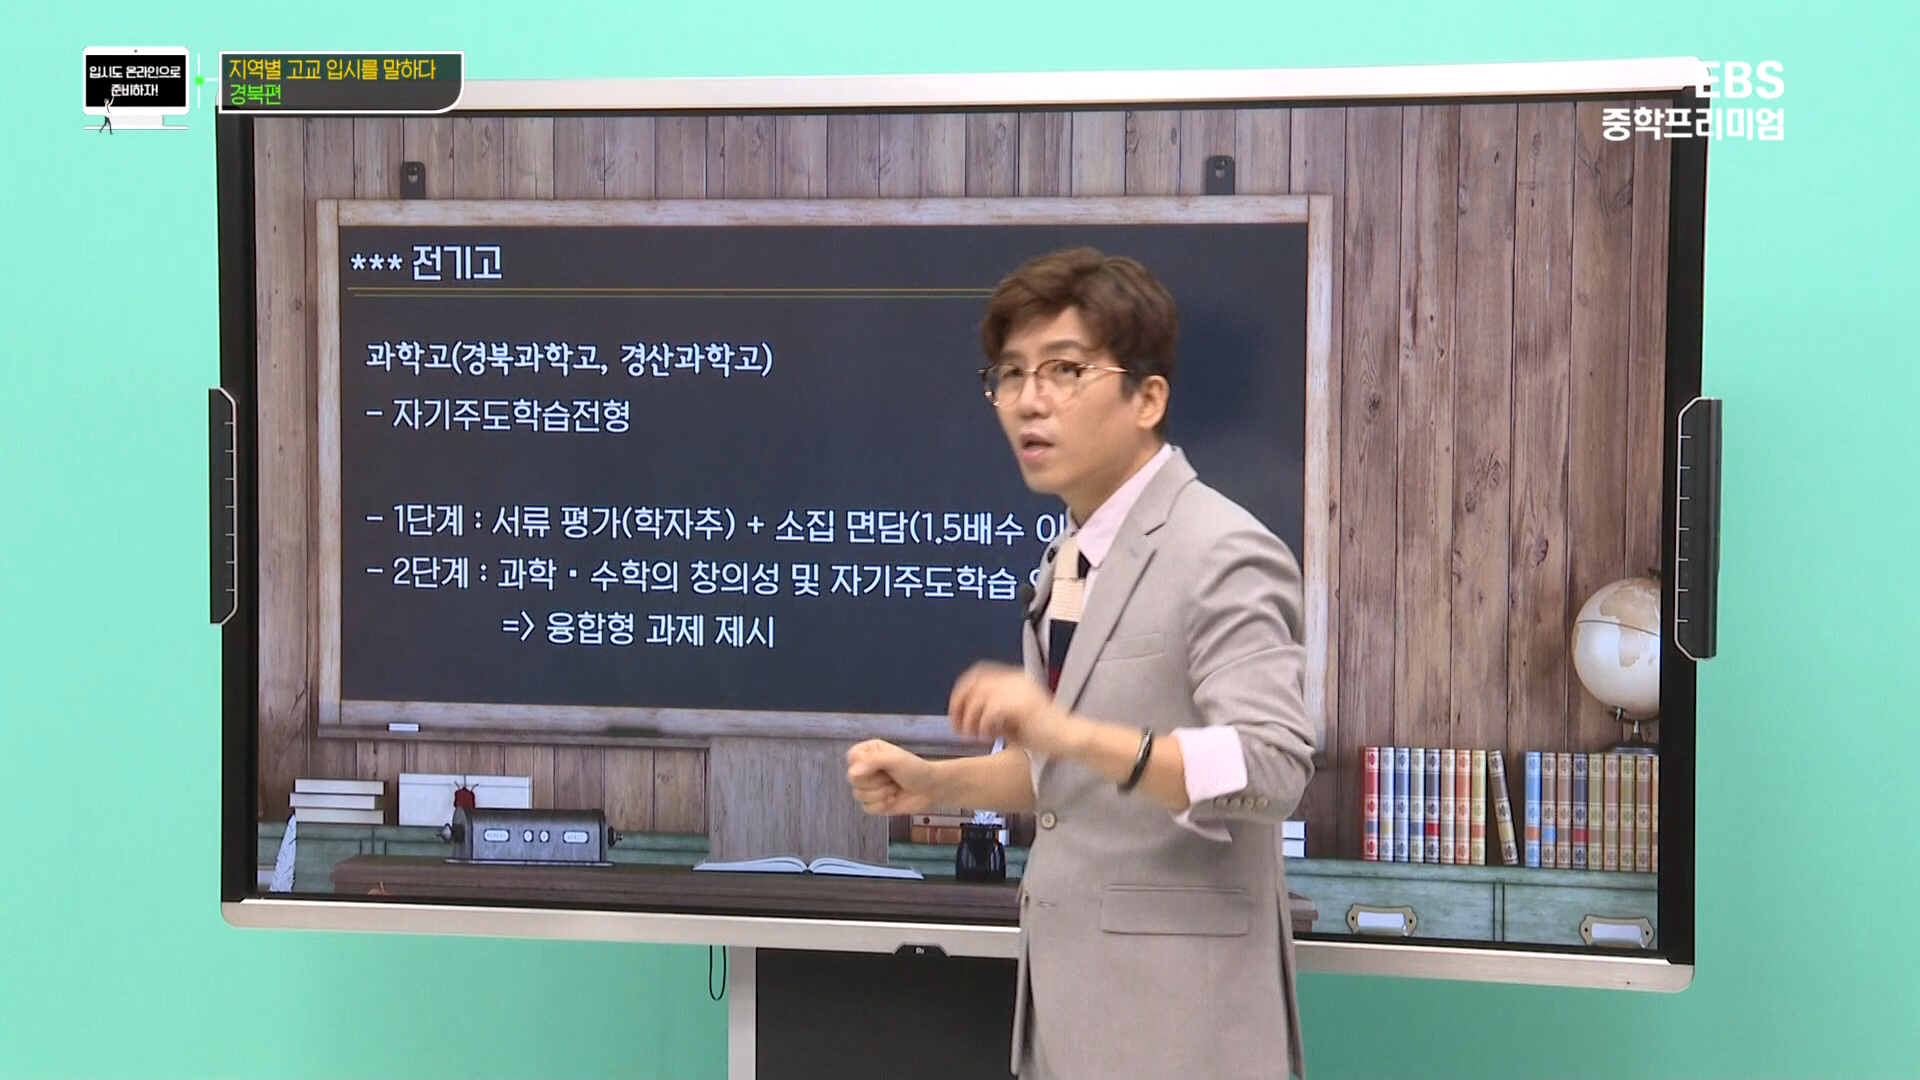 입시도 온라인으로
준비하자!
지역별 고교 입시를 말하다
경북편
EBS
중학프리미엄
*** 전기고
과학고(경북과학고, 경산과학고)
- 자기주도학습전형
- 1단계 : 서류 평가(학자추) + 소집 면담(1.5배수
- 2단계 : 과학 · 수학의 창의성 및 자기주도학습
=> 융합형 과제 제시